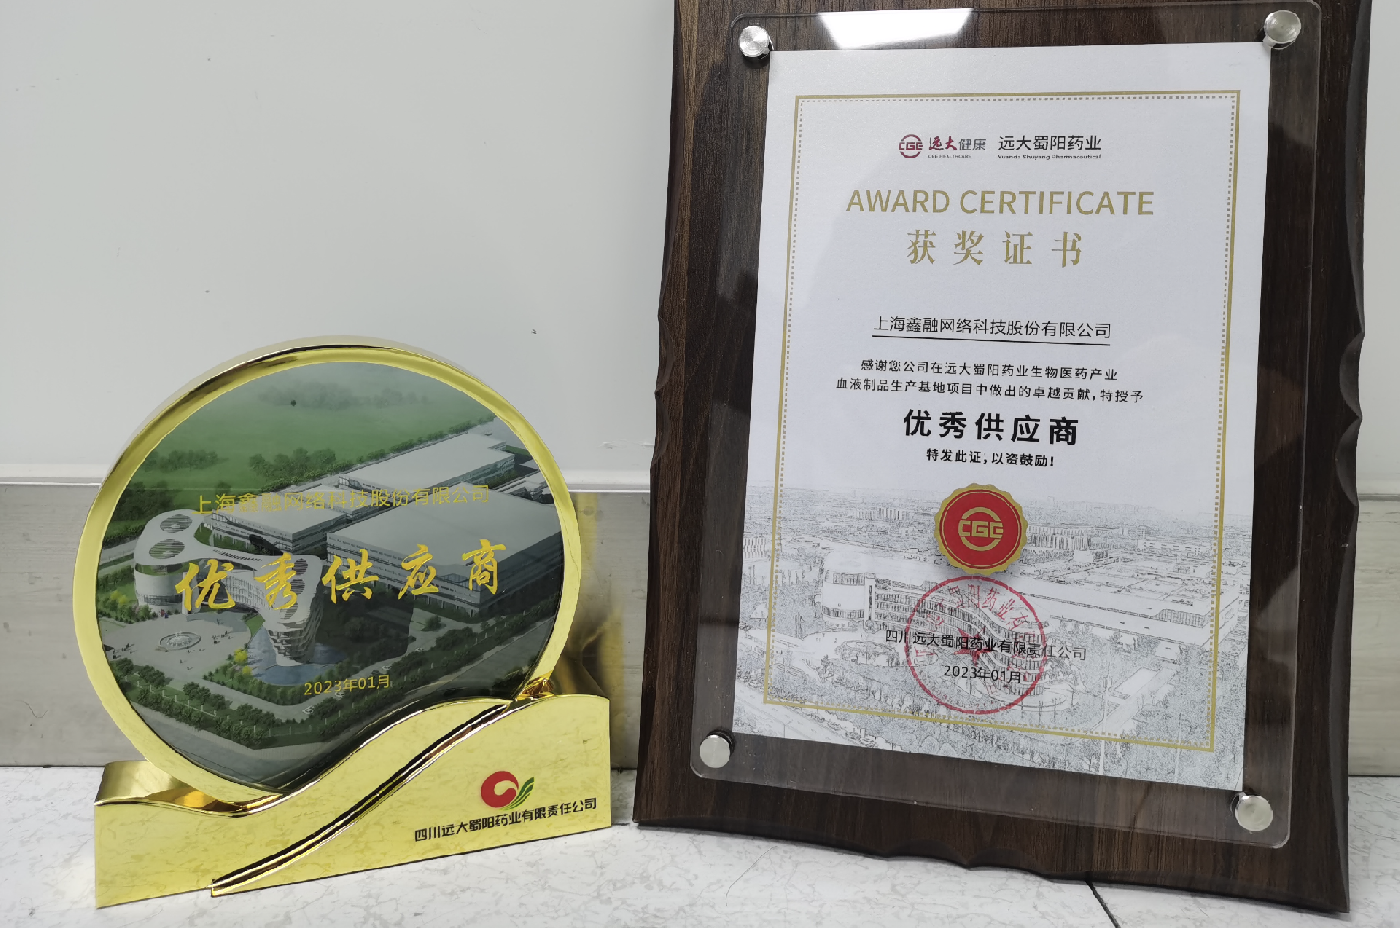 上海鑫融网络科技股份有限公司
优秀供应商
2023年01月
四川远大蜀阳药业有限责任公司
CGE 远大健康 远大蜀阳药业
Yuanda Shuyang Pharmaceutical
AWARD CERTIFICATE
获奖证书
上海鑫融网络科技股份有限公司
感谢您公司在远大蜀阳药业生物医药产业
血液制品生产基地项目中做出的卓越贡献,特授予
优秀供应商
特发此证,以资鼓励!
CGE
四川远大蜀阳药业有限责任公司
2023年01月